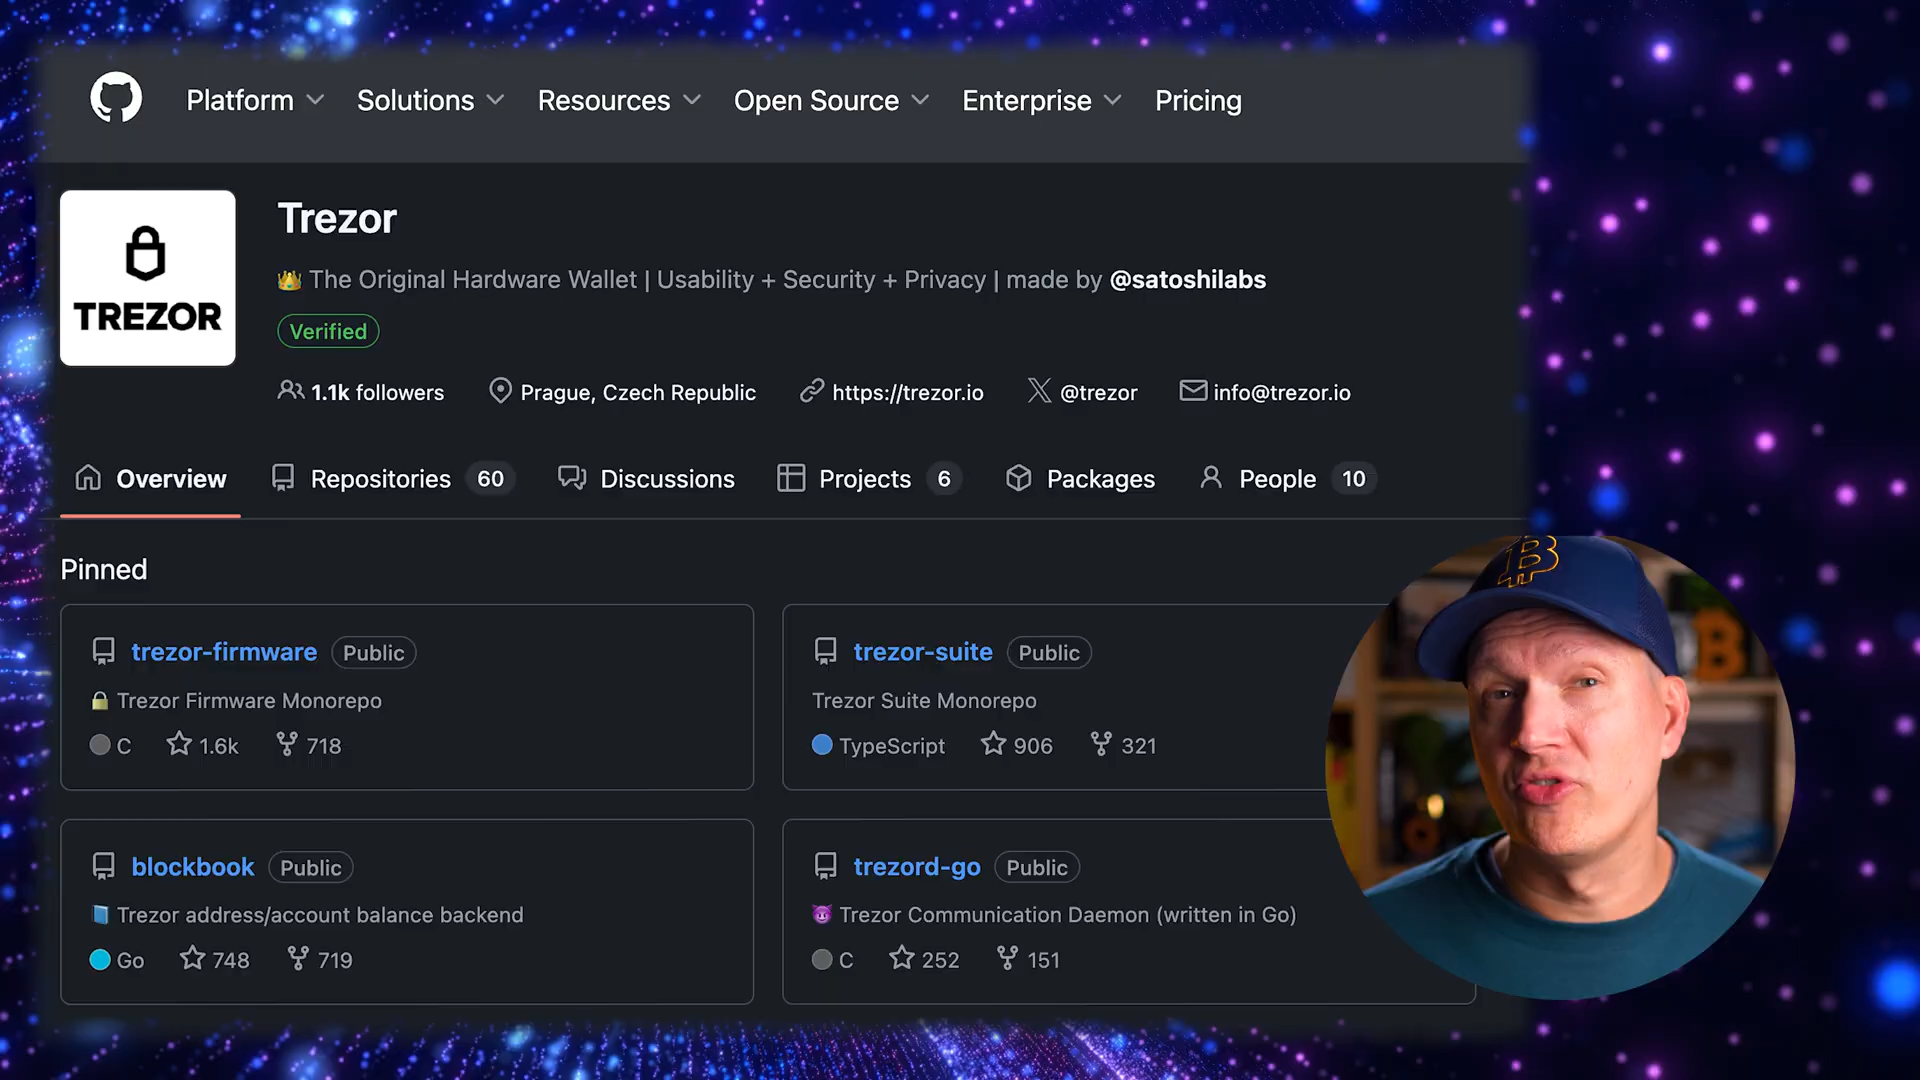 Platform Solutions Resources Open Source Enterprise Pricing
TREZOR
Trezor
The Original Hardware Wallet | Usability + Security + Privacy | made by @satoshilabs
Verified
1.1k followers Prague, Czech Republic https://trezor.io @trezor info@trezor.io
Overview Repositories 60 Discussions Projects 6 Packages People 10
Pinned
trezor-firmware Public
Trezor Firmware Monorepo
C 1.6k 718
trezor-suite Public
Trezor Suite Monorepo
TypeScript 906 321
blockbook Public
Trezor address/account balance backend
Go 748 719
trezord-go Public
Trezor Communication Daemon (written in Go)
C 252 151